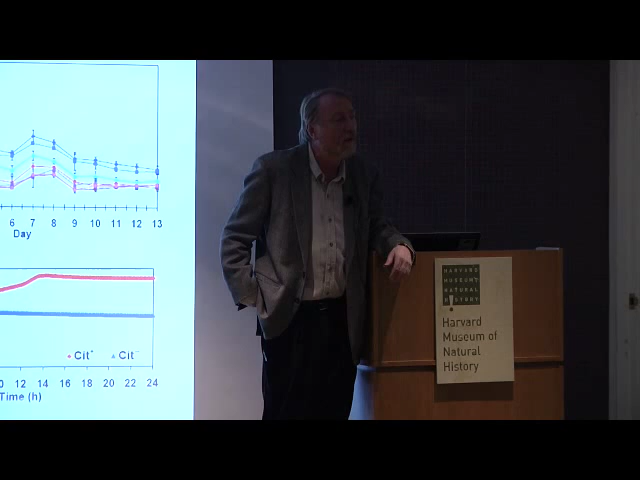 6 7 8 9 10 11 12 13
Day
Cit+ Cit−
0 12 14 16 18 20 22 24
Time (h)
HARVARD
MUSEUM
NATURAL
HISTORY
Harvard
Museum of
Natural
History